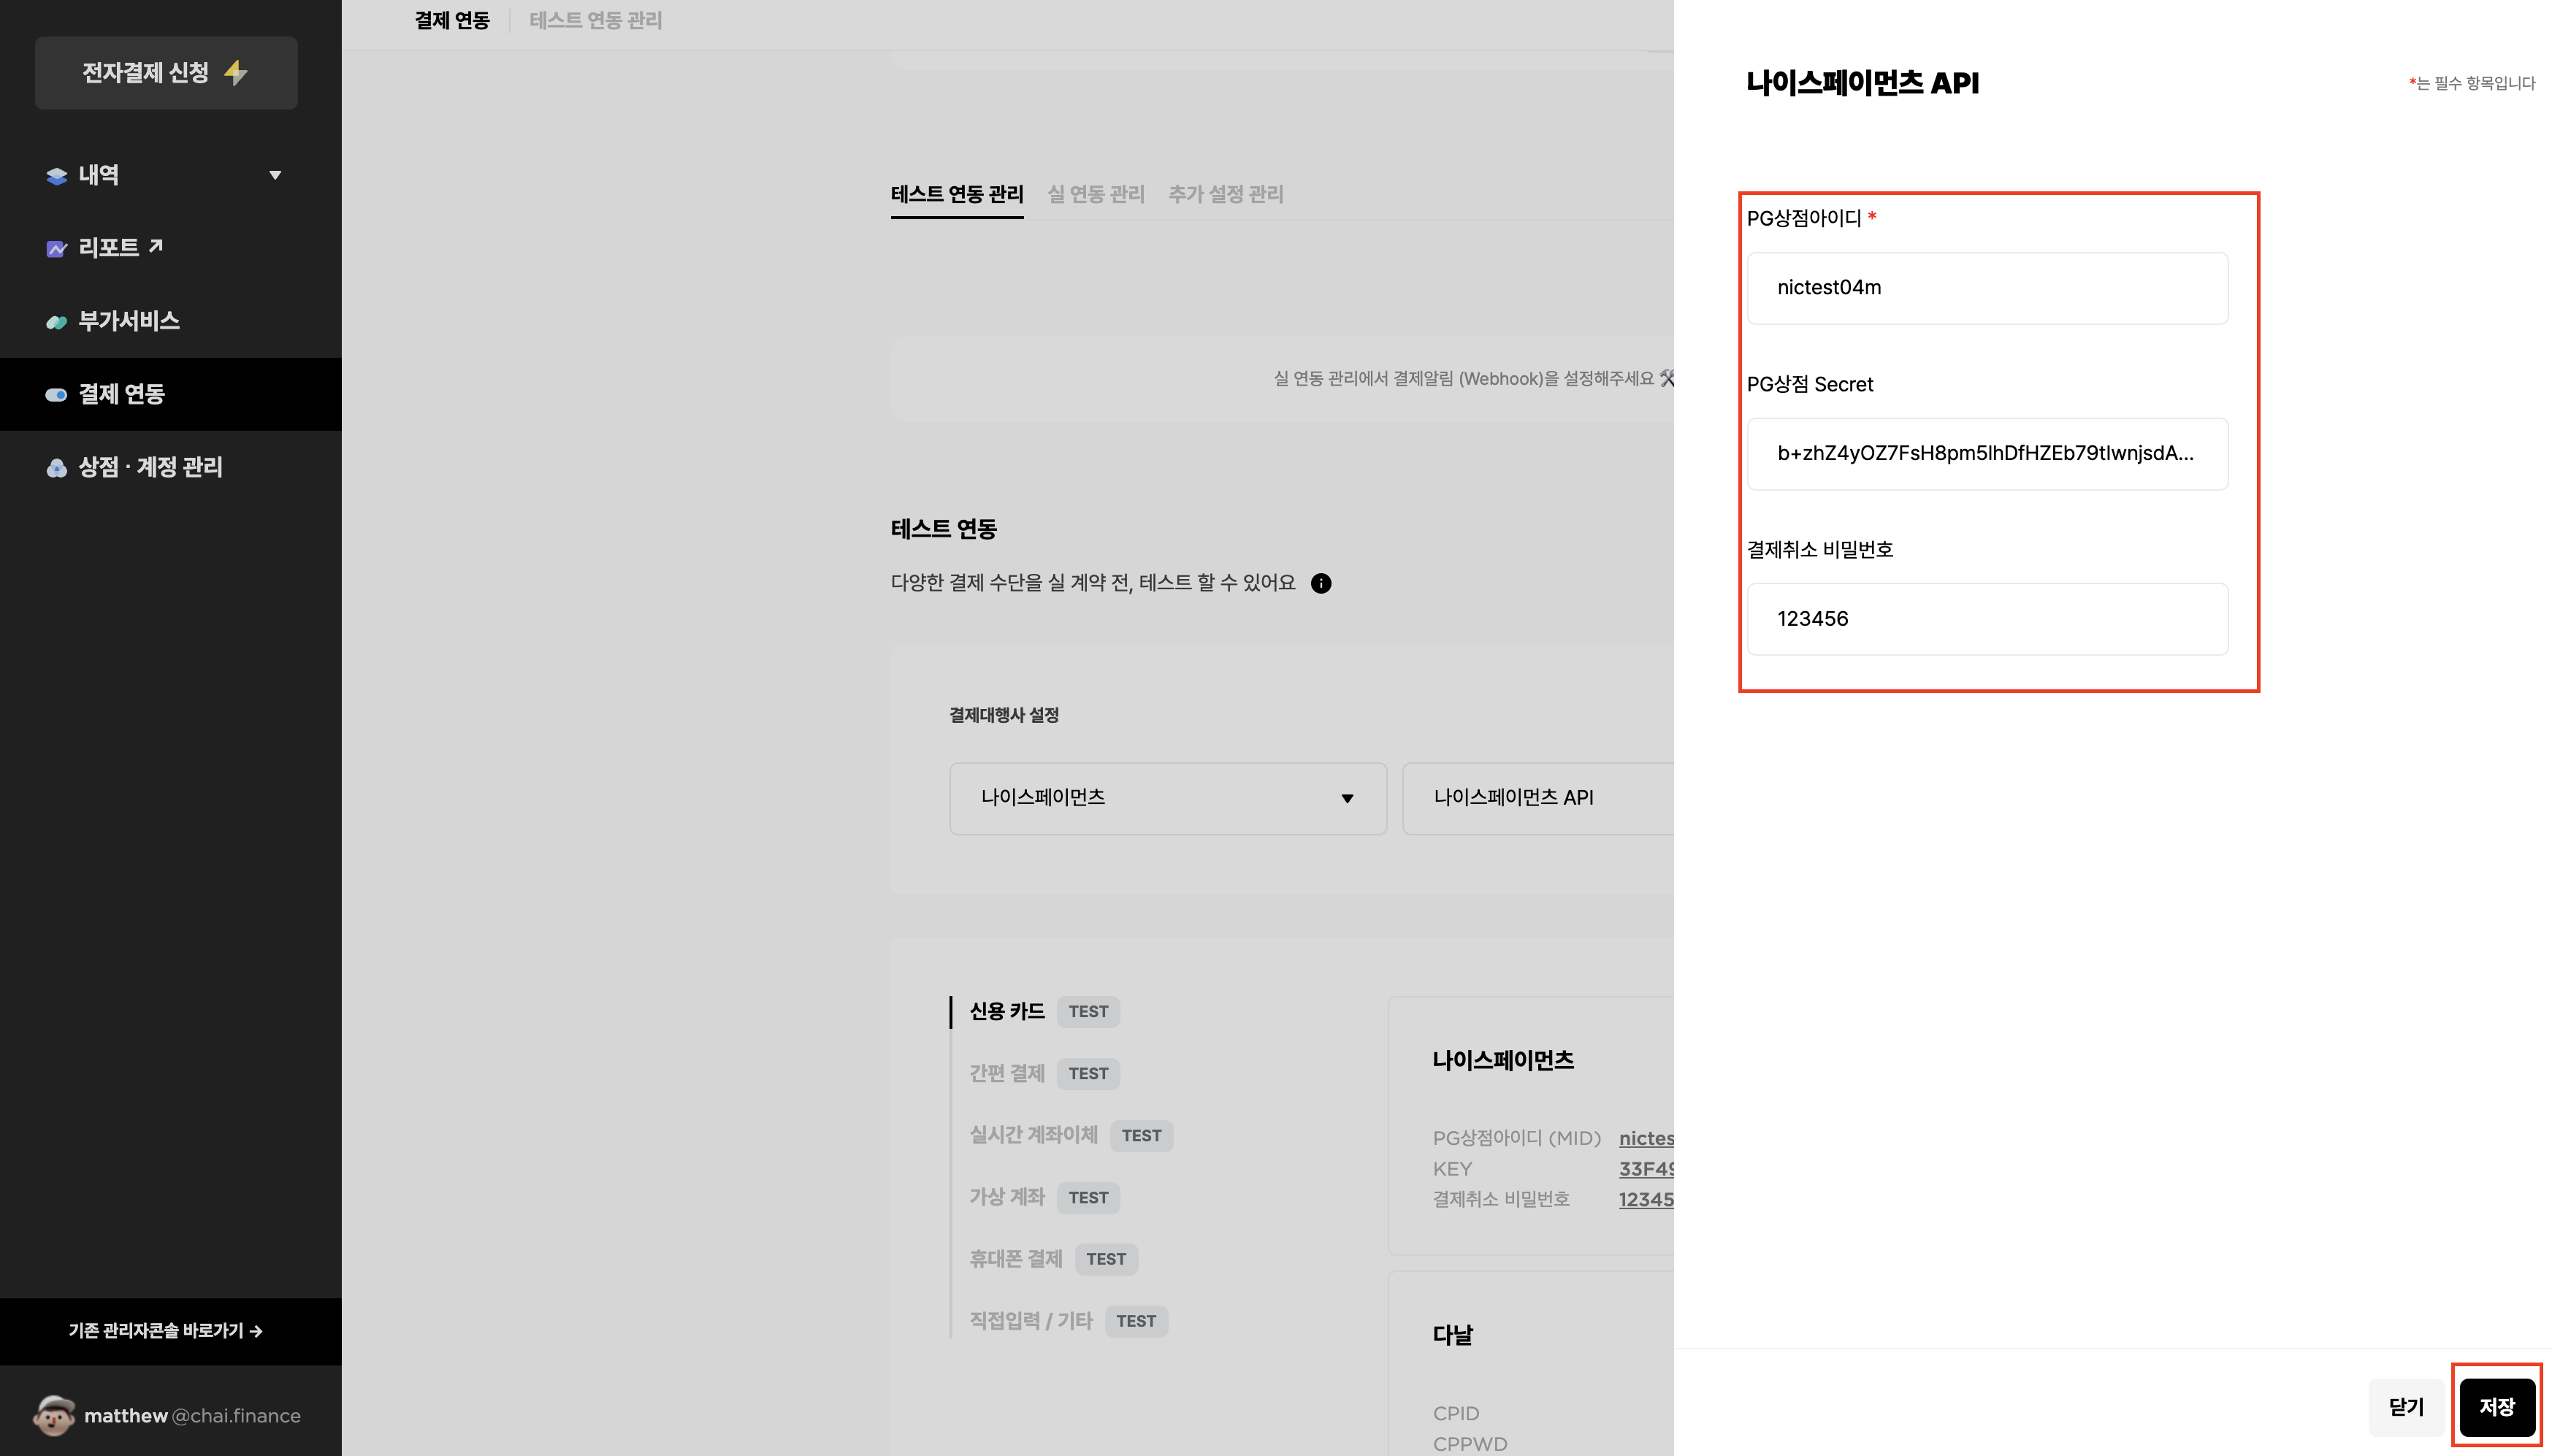 전자결제 신청
내역
리포트
부가서비스
결제 연동
상점 · 계정 관리
기존 관리자콘솔 바로가기 →
matthew @chai.finance
결제 연동
테스트 연동 관리
테스트 연동 관리
실 연동 관리
추가 설정 관리
실 연동 관리에서 결제알림 (Webhook)을 설정해주세요
테스트 연동
다양한 결제 수단을 실 계약 전, 테스트 할 수 있어요
결제대행사 설정
나이스페이먼츠
나이스페이먼츠 API
신용 카드 TEST
간편 결제 TEST
실시간 계좌이체 TEST
가상 계좌 TEST
휴대폰 결제 TEST
직접입력 / 기타 TEST
나이스페이먼츠
PG상점아이디 (MID) nictes
KEY 33F49
결제취소 비밀번호 12345
다날
CPID
CPPWD
나이스페이먼츠 API
*는 필수 항목입니다
PG상점아이디 *
nictest04m
PG상점 Secret
b+zhZ4yOZ7FsH8pm5lhDfHZEb79tIwnjsdA...
결제취소 비밀번호
123456
닫기
저장